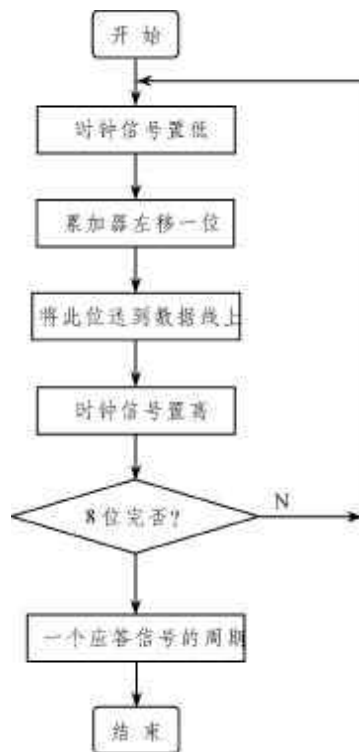 开 始
时钟信号置低
累加器左移一位
将此位送到数据线上
时钟信号置高
8位完否?
N
一个应答信号的周期
结 束